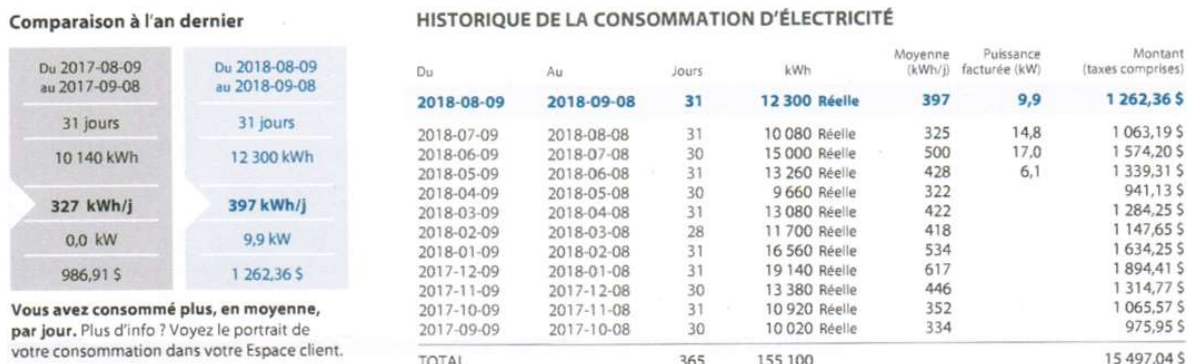 Comparaison à l'an dernier
Du 2017-08-09
au 2017-09-08
31 jours
10 140 kWh
327 kWh/j
0,0 kW
986,91 $
Du 2018-08-09
au 2018-09-08
31 jours
12 300 kWh
397 kWh/j
9,9 kW
1 262,36 $
Vous avez consommé plus, en moyenne,
par jour. Plus d'info ? Voyez le portrait de
votre consommation dans votre Espace client.
HISTORIQUE DE LA CONSOMMATION D'ÉLECTRICITÉ
Moyenne Puissance Montant
Du Au Jours kWh (kWh/j) facturée (kW) (taxes comprises)
2018-08-09 2018-09-08 31 12 300 Réelle 397 9,9 1 262,36 $
2018-07-09 2018-08-08 31 10 080 Réelle 325 14,8 1 063,19 $
2018-06-09 2018-07-08 30 15 000 Réelle 500 17,0 1 574,20 $
2018-05-09 2018-06-08 31 13 260 Réelle 428 6,1 1 339,31 $
2018-04-09 2018-05-08 30 9 660 Réelle 322 941,13 $
2018-03-09 2018-04-08 31 13 080 Réelle 422 1 284,25 $
2018-02-09 2018-03-08 28 11 700 Réelle 418 1 147,65 $
2018-01-09 2018-02-08 31 16 560 Réelle 534 1 634,25 $
2017-12-09 2018-01-08 31 19 140 Réelle 617 1 894,41 $
2017-11-09 2017-12-08 30 13 380 Réelle 446 1 314,77 $
2017-10-09 2017-11-08 31 10 920 Réelle 352 1 065,57 $
2017-09-09 2017-10-08 30 10 020 Réelle 334 975,95 $
TOTAL 365 155 100 15 497,04 $